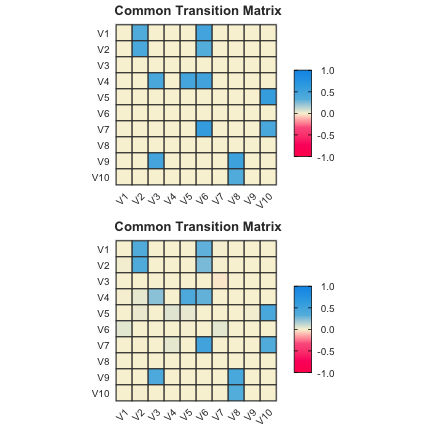 Common Transition Matrix
V1
V2
V3
V4
V5
V6
V7
V8
V9
V10
V1 V2 V3 V4 V5 V6 V7 V8 V9 V10
1.0
0.5
0.0
-0.5
-1.0
Common Transition Matrix
V1
V2
V3
V4
V5
V6
V7
V8
V9
V10
V1 V2 V3 V4 V5 V6 V7 V8 V9 V10
1.0
0.5
0.0
-0.5
-1.0